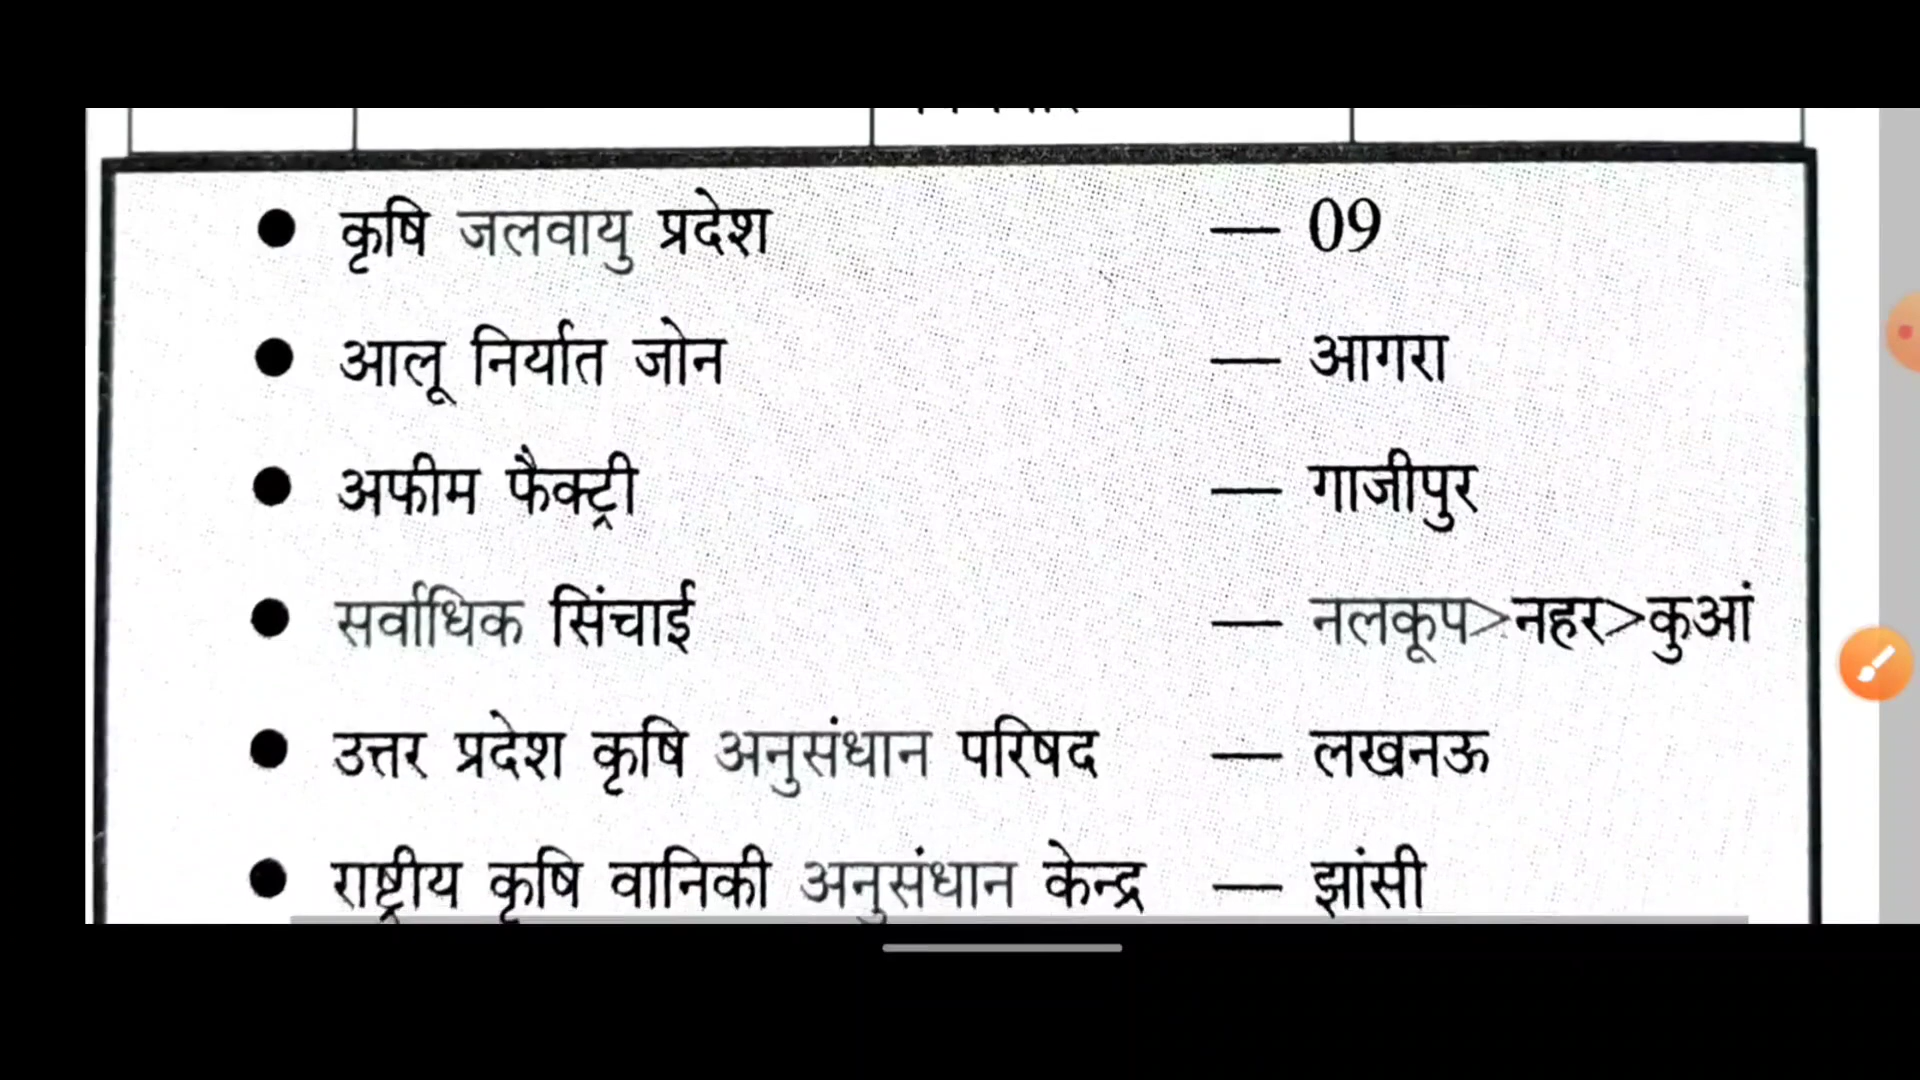 ● कृषि जलवायु प्रदेश — 09
● आलू निर्यात जोन — आगरा
● अफीम फैक्ट्री — गाजीपुर
● सर्वाधिक सिंचाई — नलकूप>नहर>कुआं
● उत्तर प्रदेश कृषि अनुसंधान परिषद — लखनऊ
● राष्ट्रीय कृषि वानिकी अनुसंधान केन्द्र — झांसी